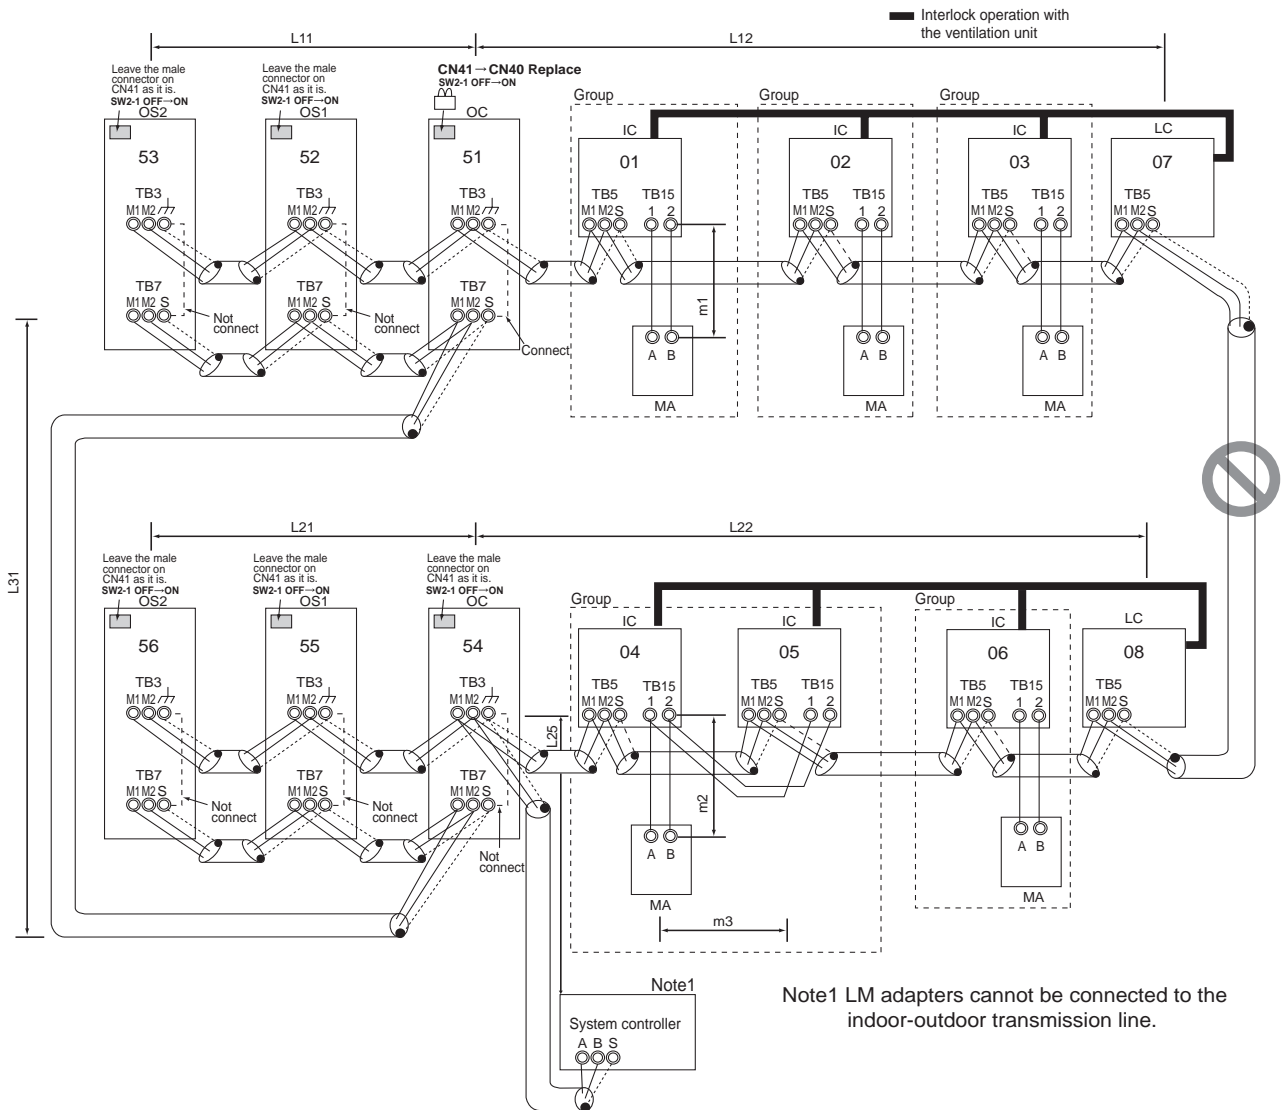 Interlock operation with
the ventilation unit
L11
L12
Leave the male
connector on
CN41 as it is.
SW2-1 OFF→ON
OS2
Leave the male
connector on
CN41 as it is.
SW2-1 OFF→ON
OS1
CN41→CN40 Replace
SW2-1 OFF→ON
OC
Group
Group
Group
IC
IC
IC
LC
53
52
51
01
02
03
07
TB3
TB3
TB3
TB5 TB15
TB5 TB15
TB5 TB15
TB5
M1 M2
M1 M2
M1 M2
M1 M2 S 1 2
M1 M2 S 1 2
M1 M2 S 1 2
M1 M2 S
TB7
TB7
TB7
M1 M2 S
M1 M2 S
M1 M2 S
Not
connect
Not
connect
Connect
m1
A B
A B
A B
MA
MA
MA
L31
L21
L22
Leave the male
connector on
CN41 as it is.
SW2-1 OFF→ON
OS2
Leave the male
connector on
CN41 as it is.
SW2-1 OFF→ON
OS1
Leave the male
connector on
CN41 as it is.
SW2-1 OFF→ON
OC
Group
Group
IC
IC
IC
LC
56
55
54
04
05
06
08
TB3
TB3
TB3
TB5 TB15
TB5 TB15
TB5 TB15
TB5
M1 M2
M1 M2
M1 M2
M1 M2 S 1 2
M1 M2 S 1 2
M1 M2 S 1 2
M1 M2 S
L25
TB7
TB7
TB7
M1 M2 S
M1 M2 S
M1 M2 S
Not
connect
Not
connect
Not
connect
m2
A B
A B
MA
MA
m3
Note1
System controller
A B S
Note1 LM adapters cannot be connected to the
indoor-outdoor transmission line.